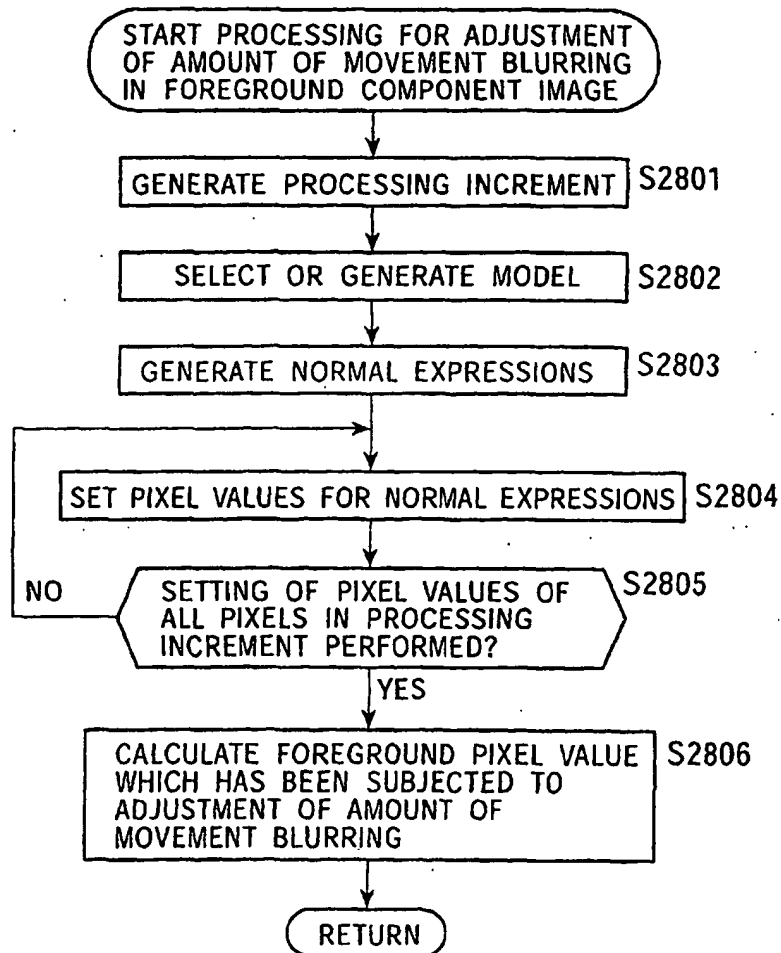 START PROCESSING FOR ADJUSTMENT
OF AMOUNT OF MOVEMENT BLURRING
IN FOREGROUND COMPONENT IMAGE
GENERATE PROCESSING INCREMENT
S2801
SELECT OR GENERATE MODEL
S2802
GENERATE NORMAL EXPRESSIONS
S2803
SET PIXEL VALUES FOR NORMAL EXPRESSIONS
S2804
NO
SETTING OF PIXEL VALUES OF
ALL PIXELS IN PROCESSING
INCREMENT PERFORMED?
S2805
YES
CALCULATE FOREGROUND PIXEL VALUE
WHICH HAS BEEN SUBJECTED TO
ADJUSTMENT OF AMOUNT OF
MOVEMENT BLURRING
S2806
RETURN